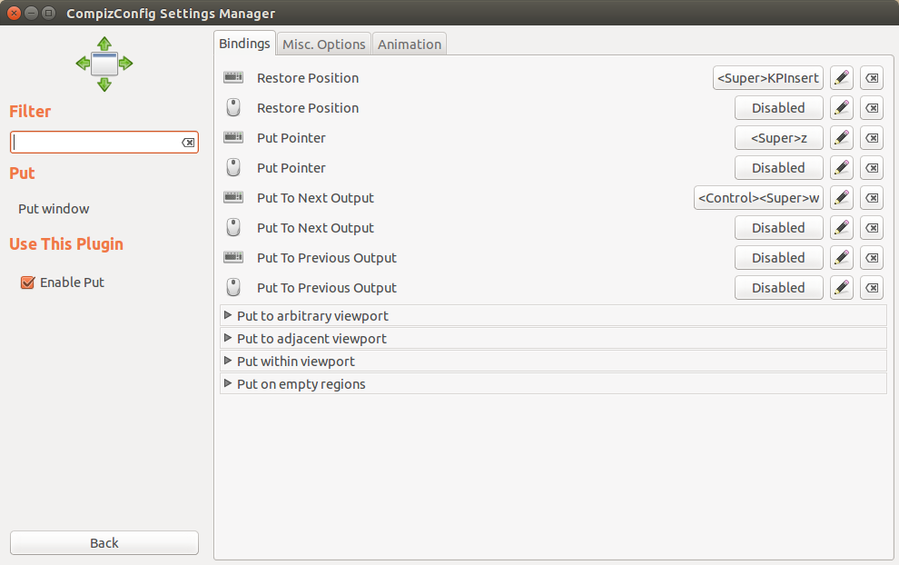 CompizConfig Settings Manager
Filter
Put
Put window
Use This Plugin
Enable Put
Back
Bindings Misc. Options Animation
Restore Position <Super>KPInsert
Restore Position Disabled
Put Pointer <Super>z
Put Pointer Disabled
Put To Next Output <Control><Super>w
Put To Next Output Disabled
Put To Previous Output Disabled
Put To Previous Output Disabled
Put to arbitrary viewport
Put to adjacent viewport
Put within viewport
Put on empty regions